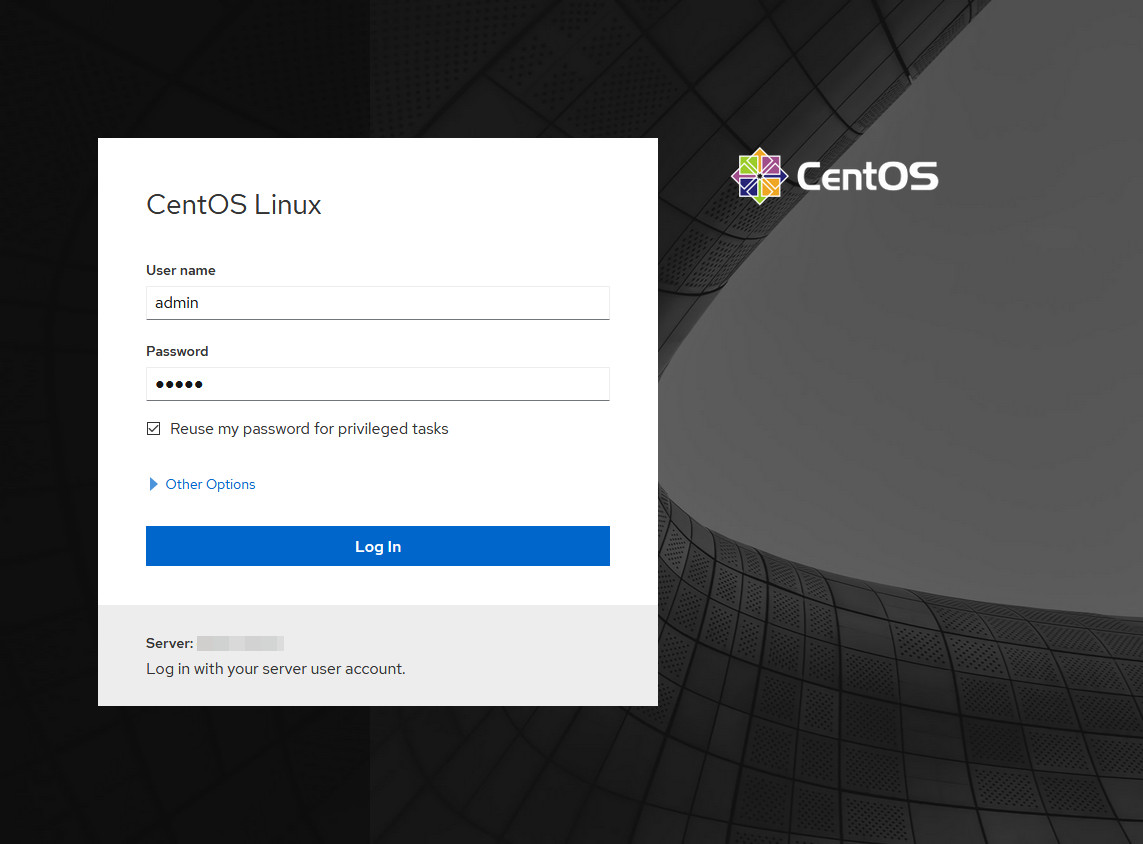 CentOS Linux
User name
admin
Password
Reuse my password for privileged tasks
Other Options
Log In
Server:
Log in with your server user account.
CentOS